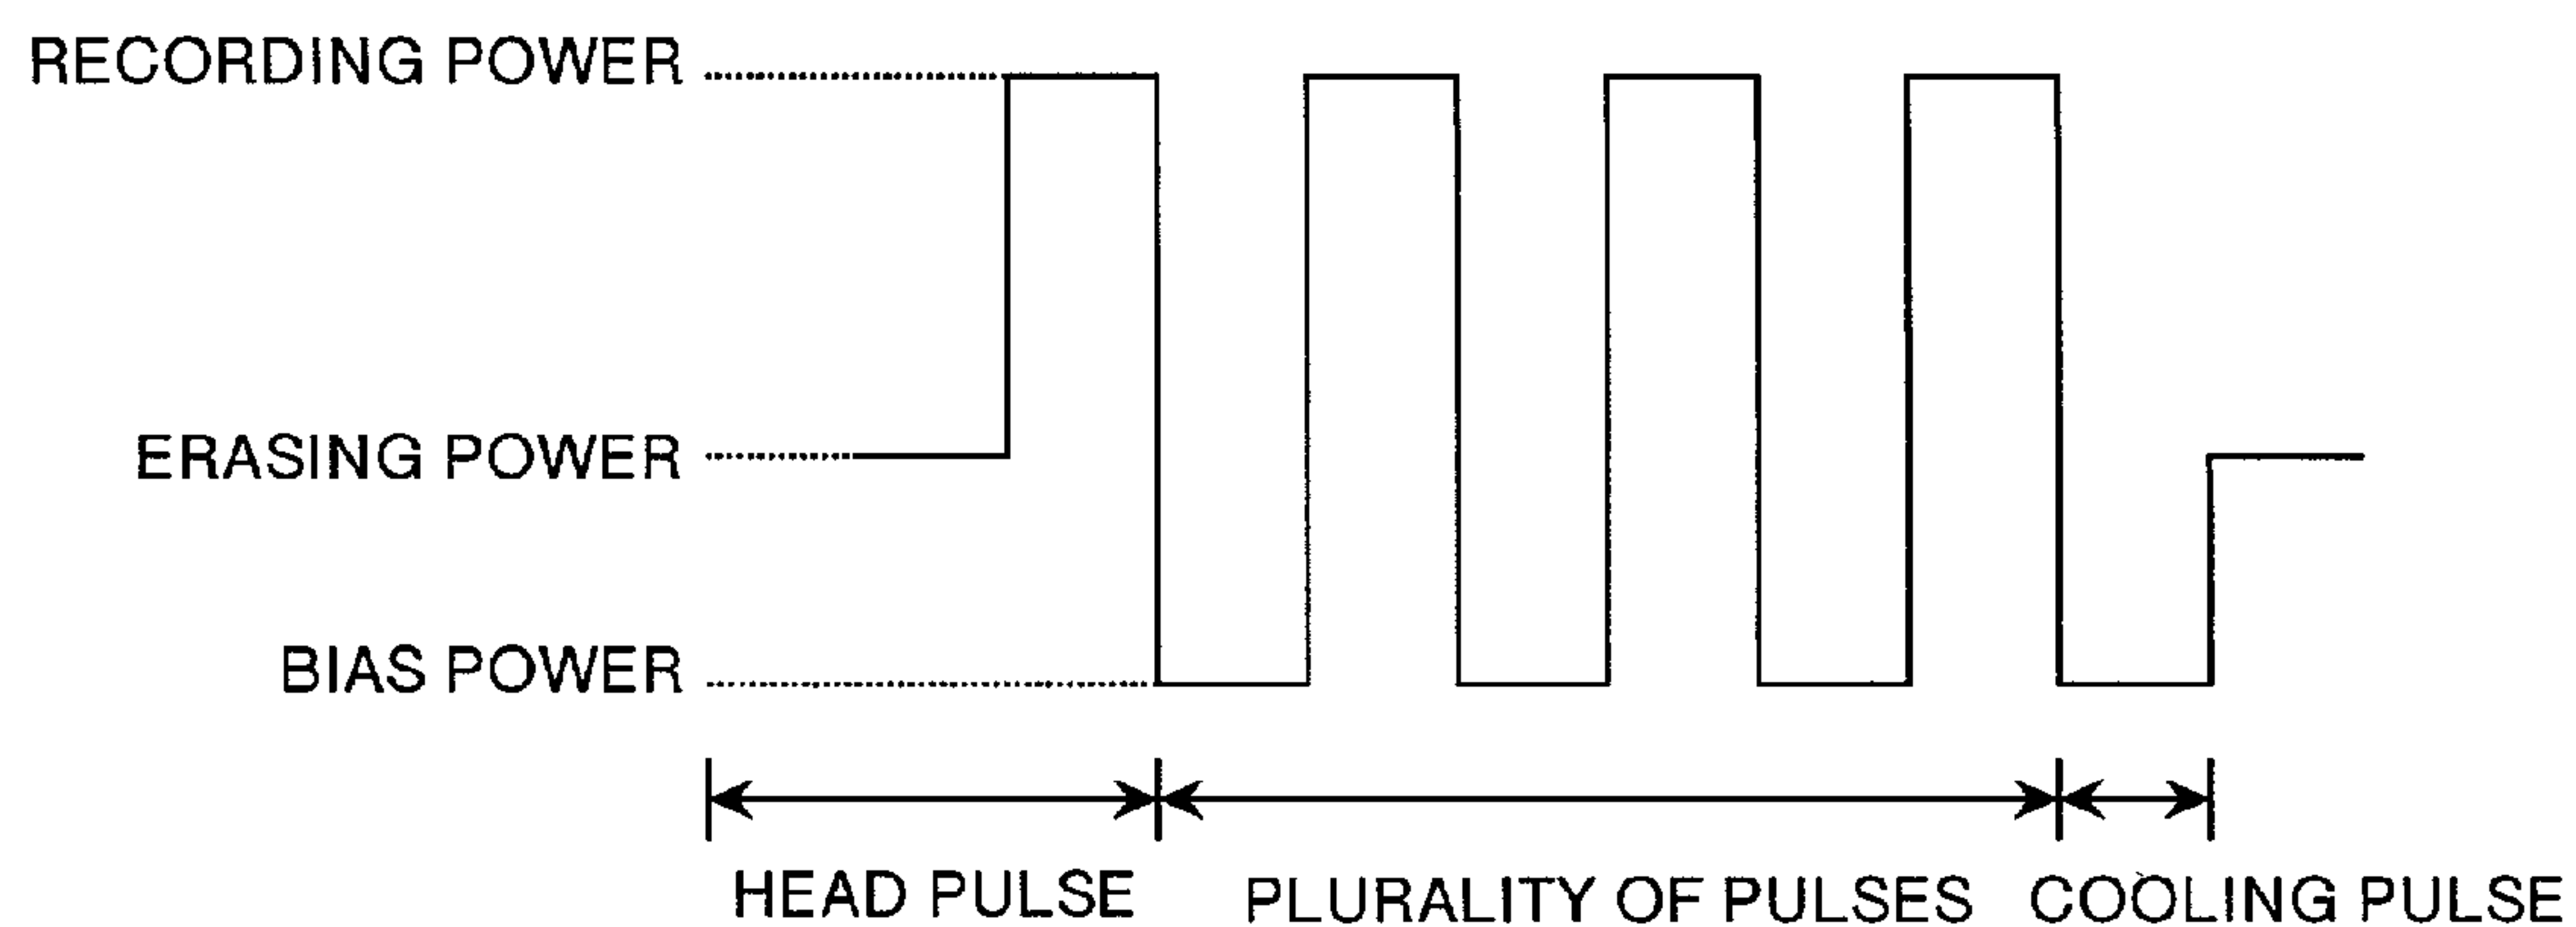 RECORDING POWER
ERASING POWER
BIAS POWER
HEAD PULSE
PLURALITY OF PULSES
COOLING PULSE